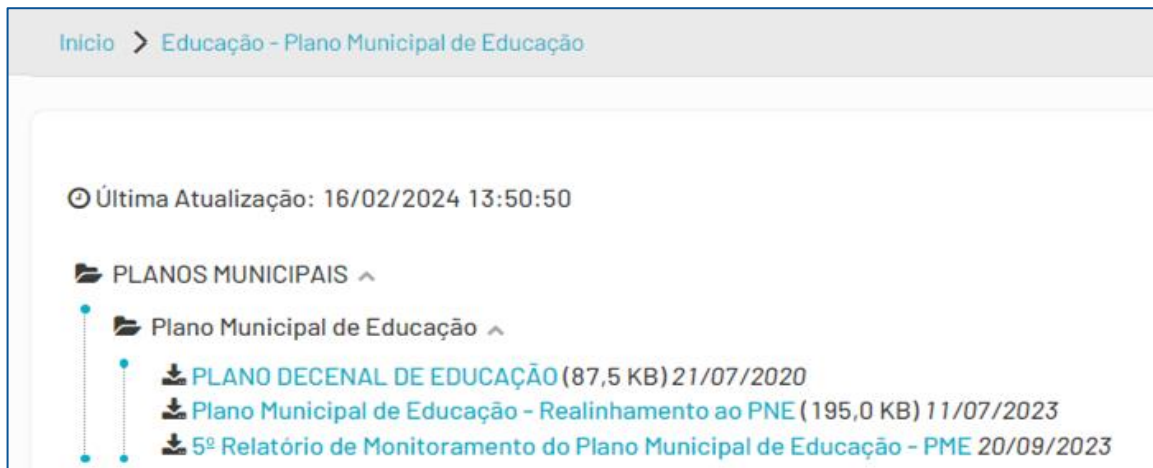 Início > Educação - Plano Municipal de Educação
Última Atualização: 16/02/2024 13:50:50
PLANOS MUNICIPAIS
Plano Municipal de Educação
PLANO DECENAL DE EDUCAÇÃO (87,5 KB) 21/07/2020
Plano Municipal de Educação - Realinhamento ao PNE (195,0 KB) 11/07/2023
5º Relatório de Monitoramento do Plano Municipal de Educação - PME 20/09/2023